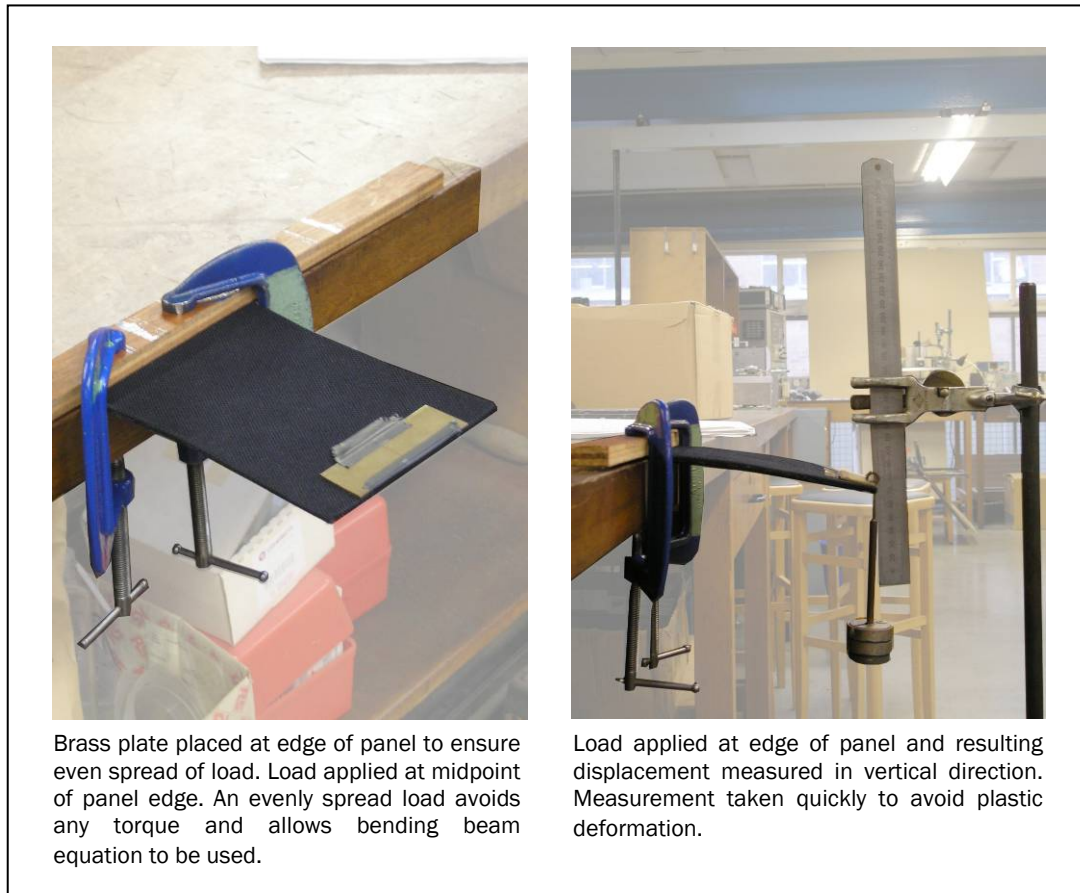 Brass plate placed at edge of panel to ensure
even spread of load. Load applied at midpoint
of panel edge. An evenly spread load avoids
any torque and allows bending beam
equation to be used.
Load applied at edge of panel and resulting
displacement measured in vertical direction.
Measurement taken quickly to avoid plastic
deformation.